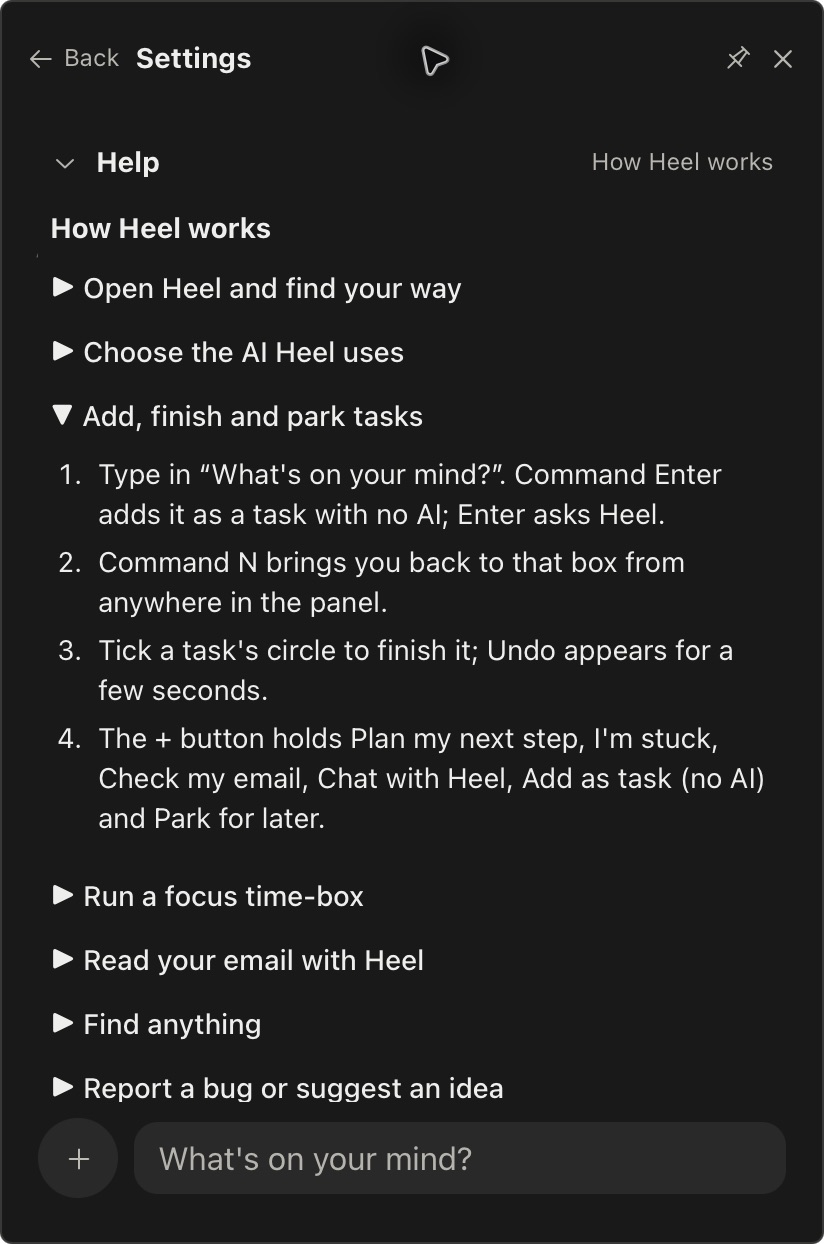 Back Settings
Help How Heel works
How Heel works
Open Heel and find your way
Choose the AI Heel uses
Add, finish and park tasks
1. Type in “What's on your mind?”. Command Enter
adds it as a task with no AI; Enter asks Heel.
2. Command N brings you back to that box from
anywhere in the panel.
3. Tick a task's circle to finish it; Undo appears for a
few seconds.
4. The + button holds Plan my next step, I'm stuck,
Check my email, Chat with Heel, Add as task (no AI)
and Park for later.
Run a focus time-box
Read your email with Heel
Find anything
Report a bug or suggest an idea
What's on your mind?